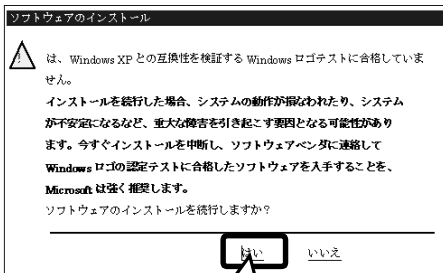 ソフトウェアのインストール
は、Windows XP との互換性を検証する Windows ロゴテストに合格していま
せん。
インストールを続行した場合、システムの動作が損なわれたり、システム
が不安定になるなど、重大な障害を引き起こす要因となる可能性があり
ます。今すぐインストールを中断し、ソフトウェアベンダに連絡して
Windows ロゴの認定テストに合格したソフトウェアを入手することを、
Microsoft は強く推奨します。
ソフトウェアのインストールを続行しますか？
はい いいえ